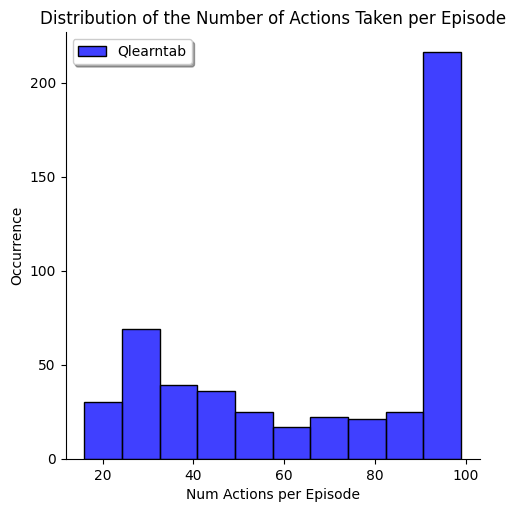 Distribution of the Number of Actions Taken per Episode
Qlearntab
200
150
100
50
0
Occurrence
20 40 60 80 100
Num Actions per Episode